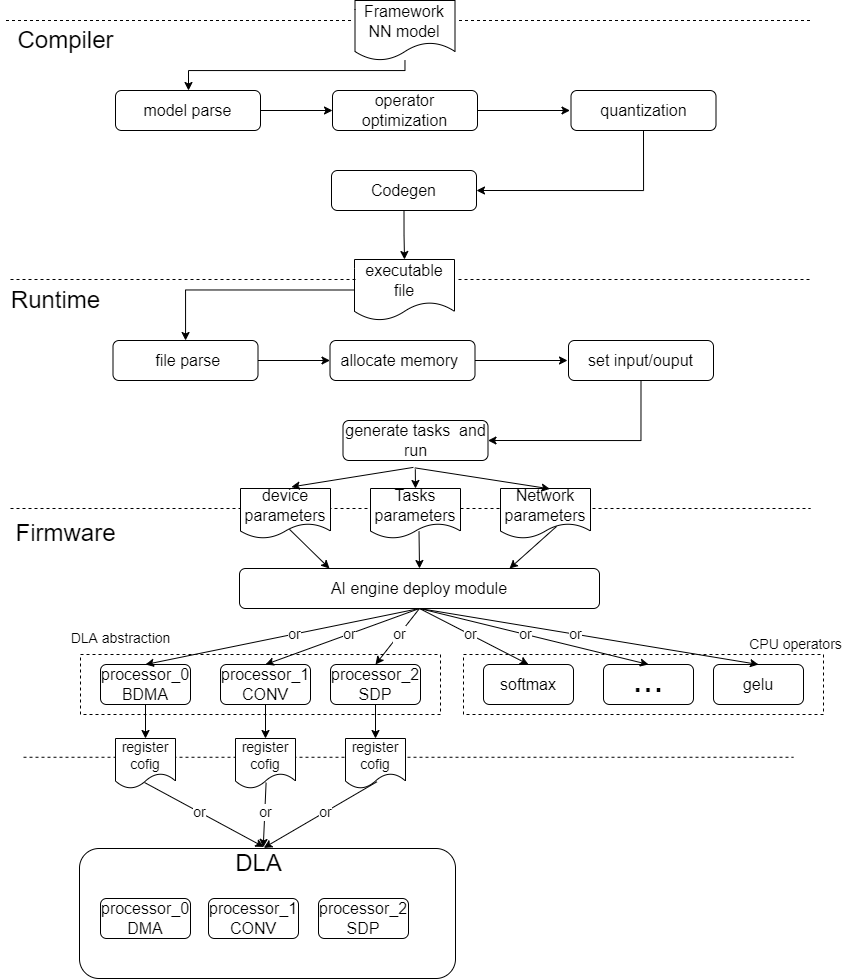 Framework
NN model
Compiler
model parse
operator
optimization
quantization
Codegen
executable
file
Runtime
file parse
allocate memory
set input/ouput
generate tasks and
run
device
parameters
Tasks
parameters
Network
parameters
Firmware
AI engine deploy module
DLA abstraction
or
or
or
or
or
or
CPU operators
processor_0
BDMA
processor_1
CONV
processor_2
SDP
softmax
...
gelu
register
cofig
register
cofig
register
cofig
or
or
or
DLA
processor_0
DMA
processor_1
CONV
processor_2
SDP